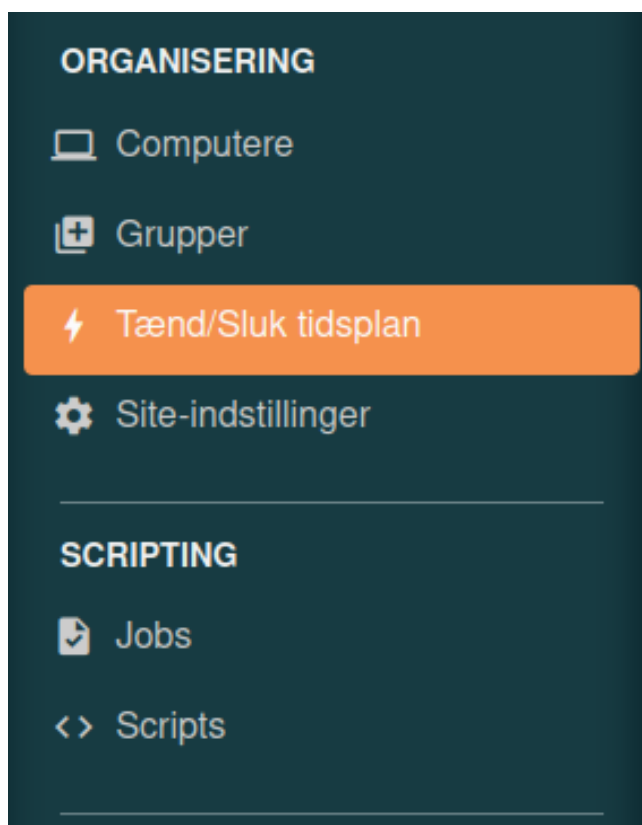 ORGANISERING
Computere
Grupper
Tænd/Sluk tidsplan
Site-indstillinger
SCRIPTING
Jobs
Scripts